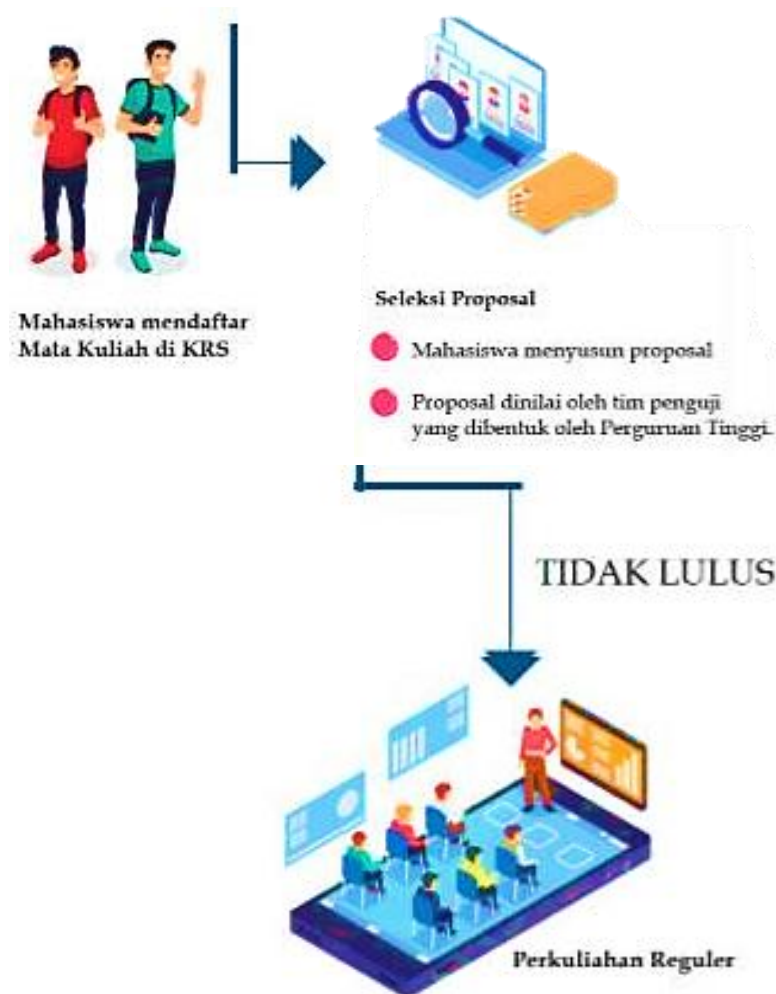 Mahasiswa mendaftar
Mata Kuliah di KRS
Seleksi Proposal
Mahasiswa menyusun proposal
Proposal dinilai oleh tim penguji
yang dibentuk oleh Perguruan Tinggi.
TIDAK LULUS
Perkuliahan Reguler